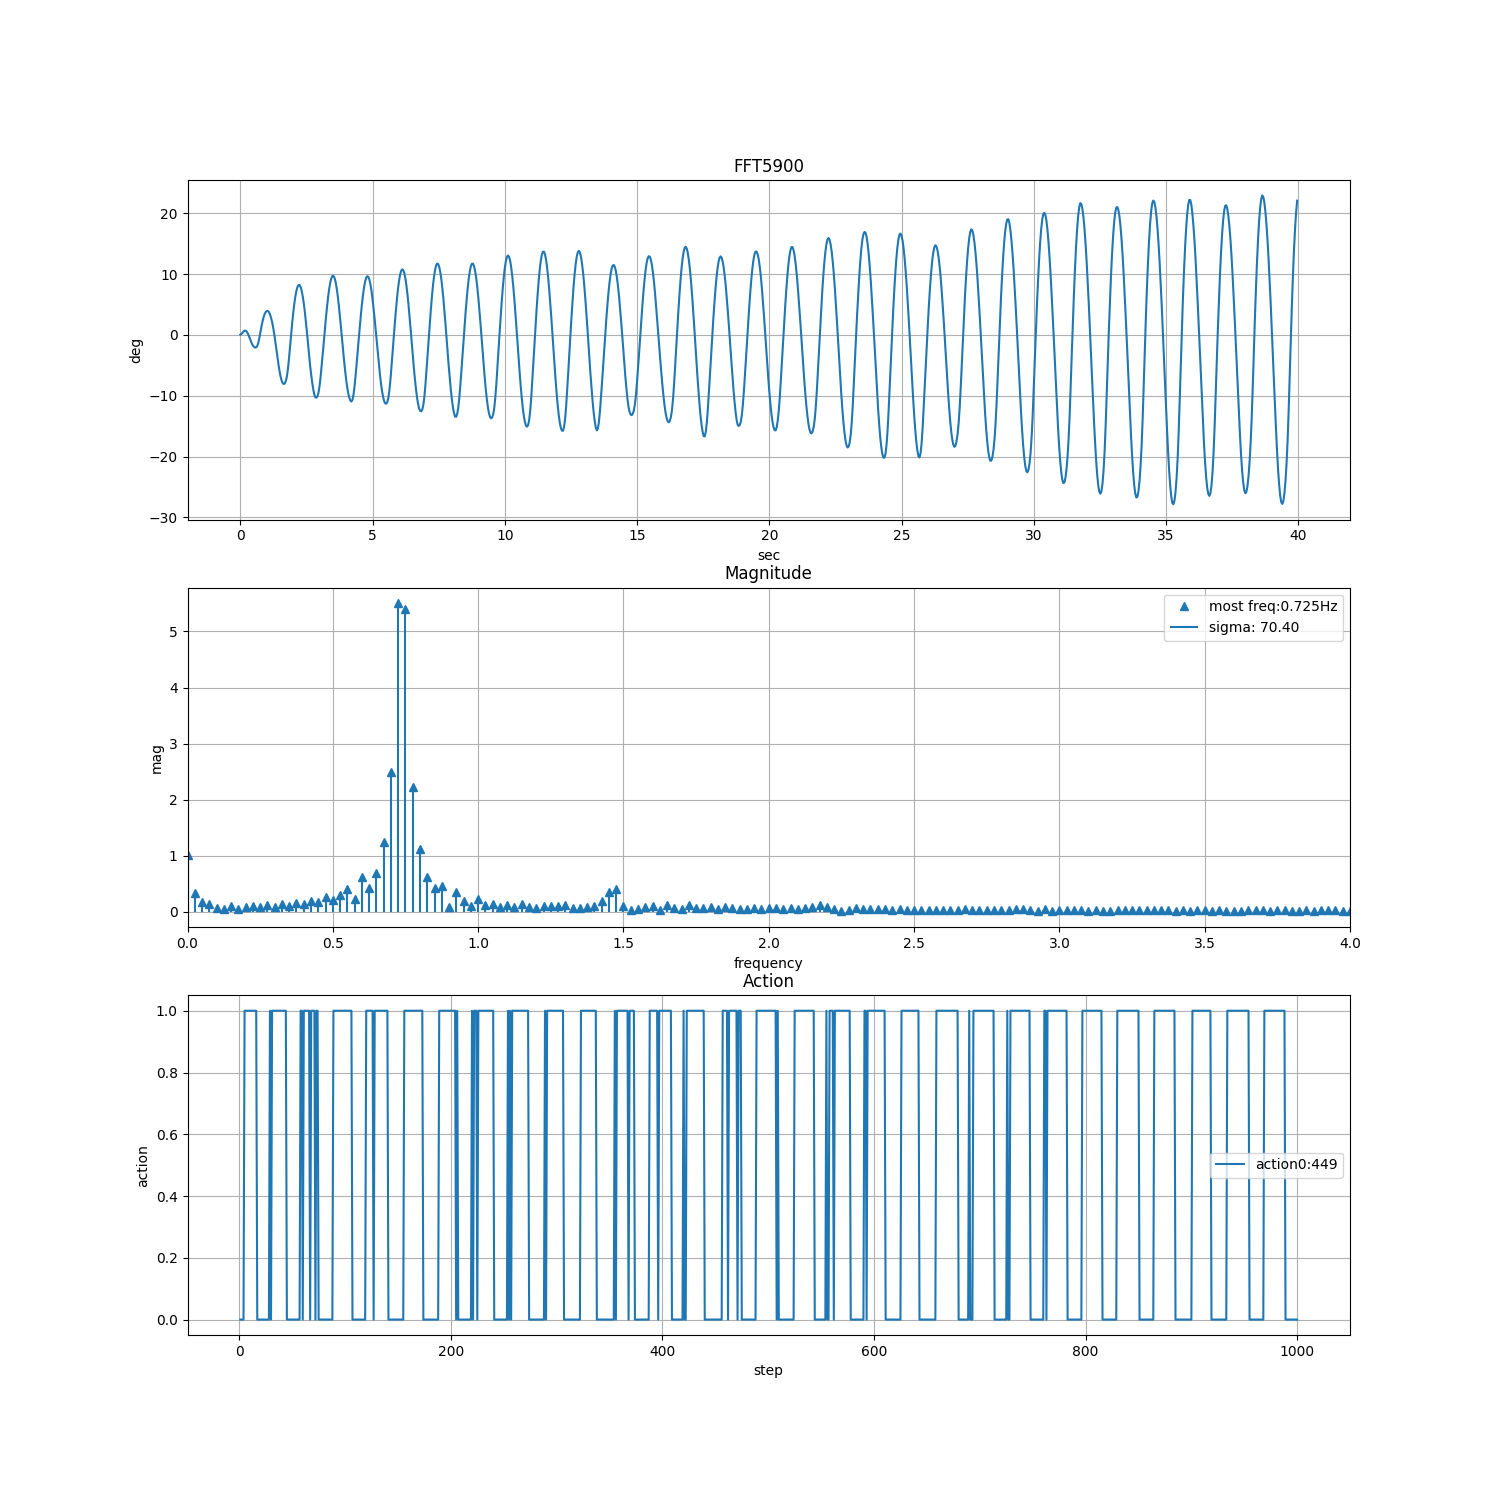 FFT5900
20
10
0
−10
−20
−30
deg
0 5 10 15 20 25 30 35 40
sec
Magnitude
most freq:0.725Hz
sigma: 70.40
5
4
3
2
1
0
mag
0.0 0.5 1.0 1.5 2.0 2.5 3.0 3.5 4.0
frequency
Action
1.0
0.8
0.6
0.4
0.2
0.0
action
action0:449
0 200 400 600 800 1000
step